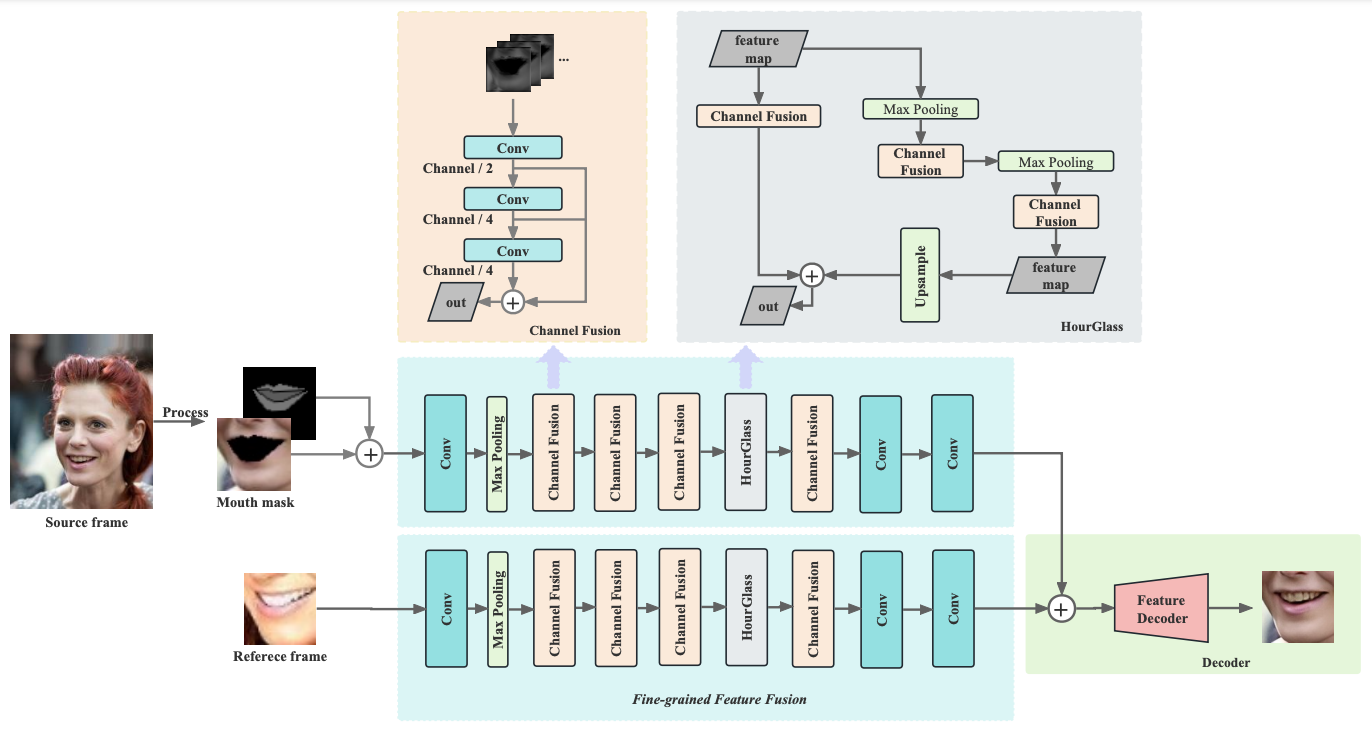 ...
Conv
Channel / 2
Conv
Channel / 4
Conv
Channel / 4
out
Channel Fusion
feature
map
Channel Fusion
Max Pooling
Channel
Fusion
Max Pooling
Channel
Fusion
feature
map
Upsample
out
HourGlass
Source frame
Process
Mouth mask
Conv
Max Pooling
Channel Fusion
Channel Fusion
Channel Fusion
HourGlass
Channel Fusion
Conv
Conv
Referece frame
Conv
Max Pooling
Channel Fusion
Channel Fusion
Channel Fusion
HourGlass
Channel Fusion
Conv
Conv
Fine-grained Feature Fusion
Feature
Decoder
Decoder